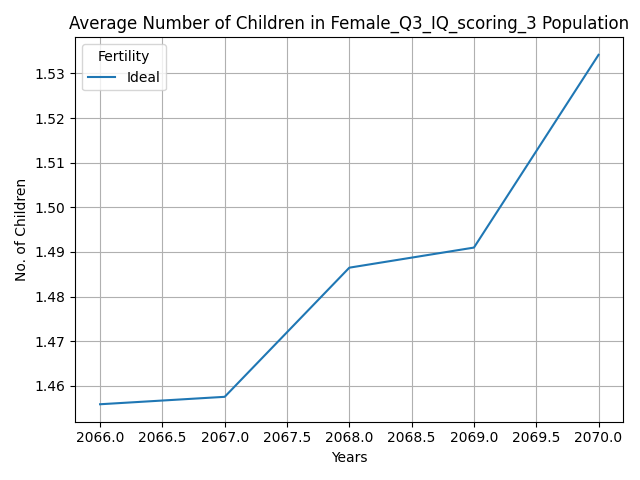 Average Number of Children in Female_Q3_IQ_scoring_3 Population
Fertility
Ideal
1.53
1.52
1.51
1.50
1.49
1.48
1.47
1.46
No. of Children
2066.0 2066.5 2067.0 2067.5 2068.0 2068.5 2069.0 2069.5 2070.0
Years